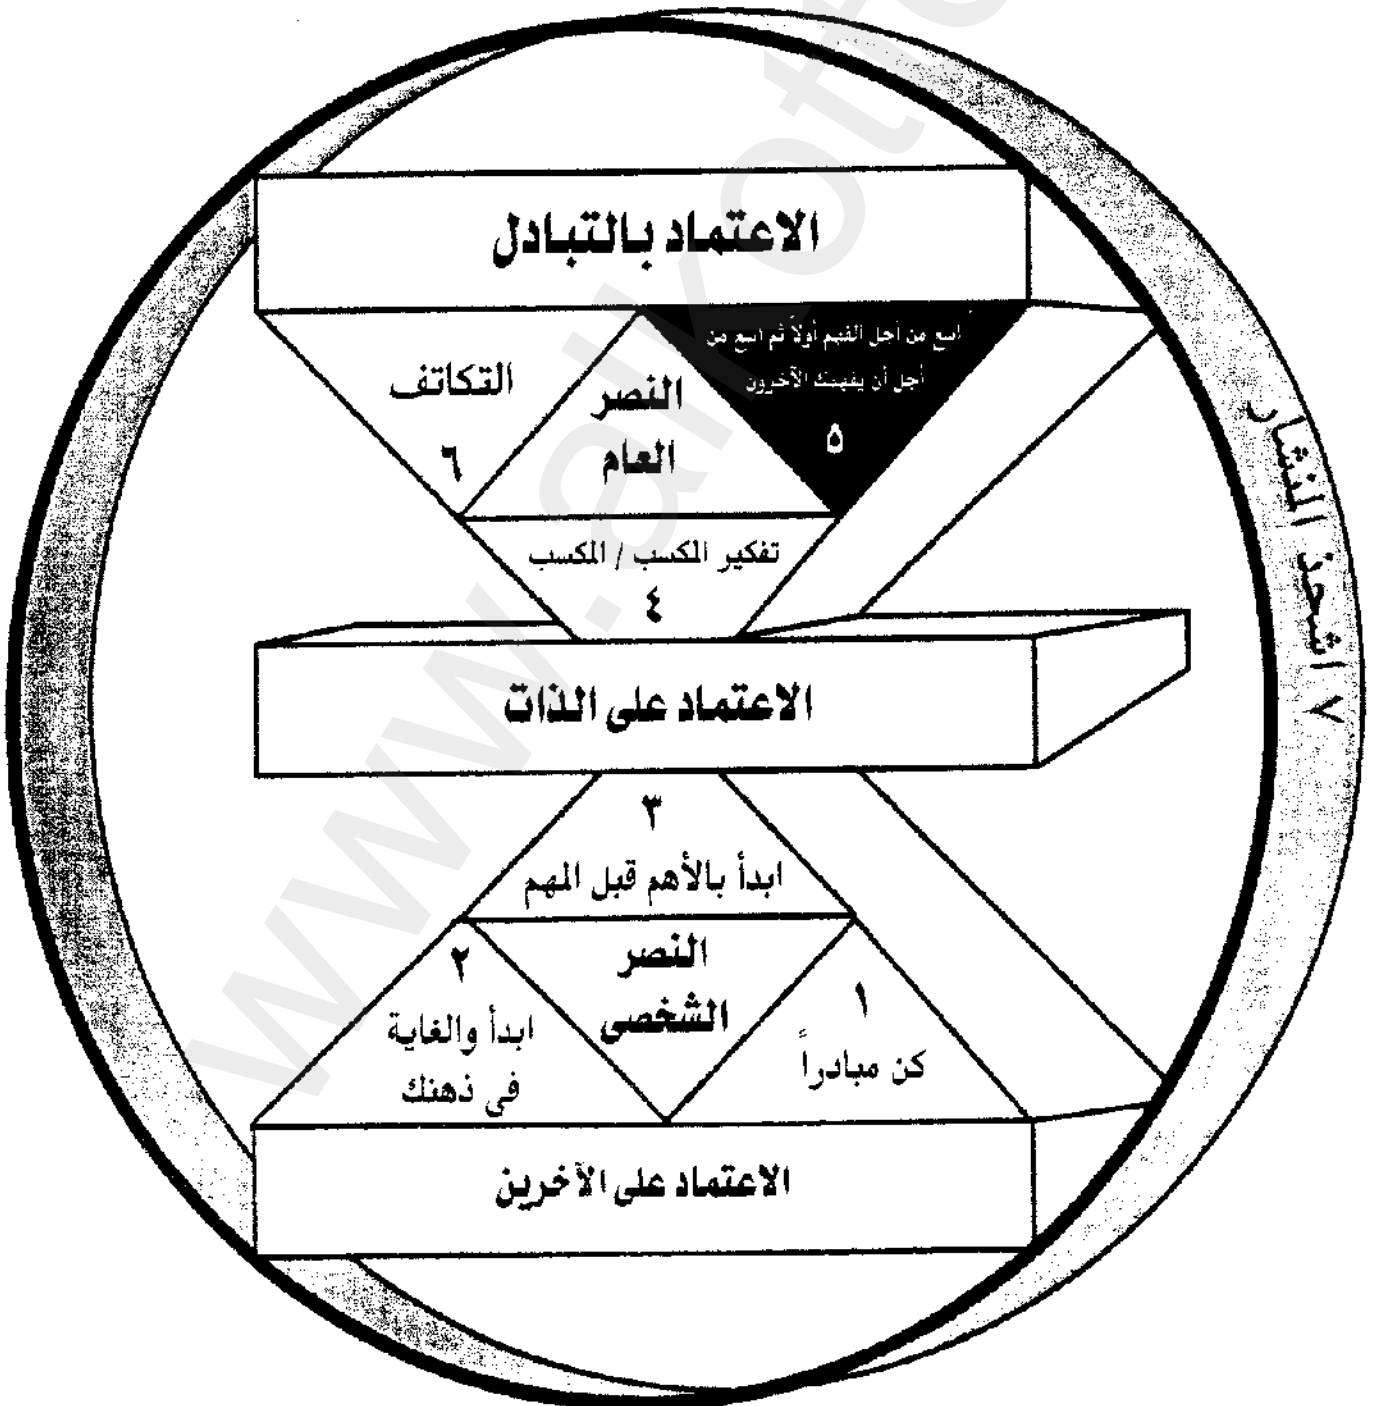 الاعتماد بالتبادل
اسع من أجل الفهم أولاً ثم اسع من
أجل أن يفهمك الآخرون
٥
النصر
العام
التكاتف
٦
تفكير المكسب / المكسب
٤
الاعتماد على الذات
٣
ابدأ بالأهم قبل المهم
النصر
الشخصى
١
كن مبادراً
٢
ابدأ والغاية
فى ذهنك
الاعتماد على الآخرين
٧ اشحذ المنشار